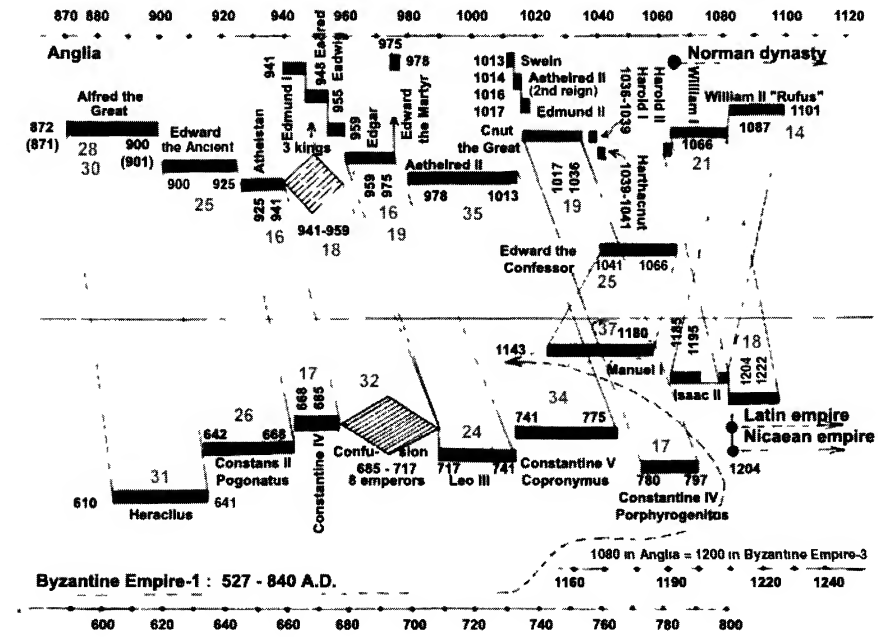 870 880 900 920 940 960 980 1000 1020 1040 1060 1080 1100 1120
Anglia
Alfred the
Great
872
(871)
900
(901)
28
30
Edward
the Ancient
900 925
25
Athelstan
925
941
16
941
Edmund I
948 Eadred
955 Eadwig
959
3 kings
941-959
18
Edgar
959
975
16
19
975
978
Edward
the Martyr
Aethelred II
978 1013
35
1013 Swein
1014 Aethelred II
(2nd reign)
1016
1017 Edmund II
Cnut
the Great
1017
1036
19
1036-1039
Harold I
Harold II
Harthacnut
1039-1041
William I
1066
21
Norman dynasty
William II "Rufus"
1087
1101
14
Edward the
Confessor
1041 1066
25
1143
37
1180
Manuel I
1185
1195
Isaac II
18
1204
1222
Latin empire
Nicaean empire
1204
610
31
641
Heraclius
26
642 668
Constans II
Pogonatus
17
668
685
Constantine IV
32
Confu- sion
685 - 717
8 emperors
24
717 741
Leo III
34
741 775
Constantine V
Copronymus
17
780 797
Constantine IV
Porphyrogenitus
1080 in Anglia = 1200 in Byzantine Empire-3
1160 1190 1220 1240
Byzantine Empire-1 : 527 - 840 A.D.
600 620 640 660 680 700 720 740 760 780 800